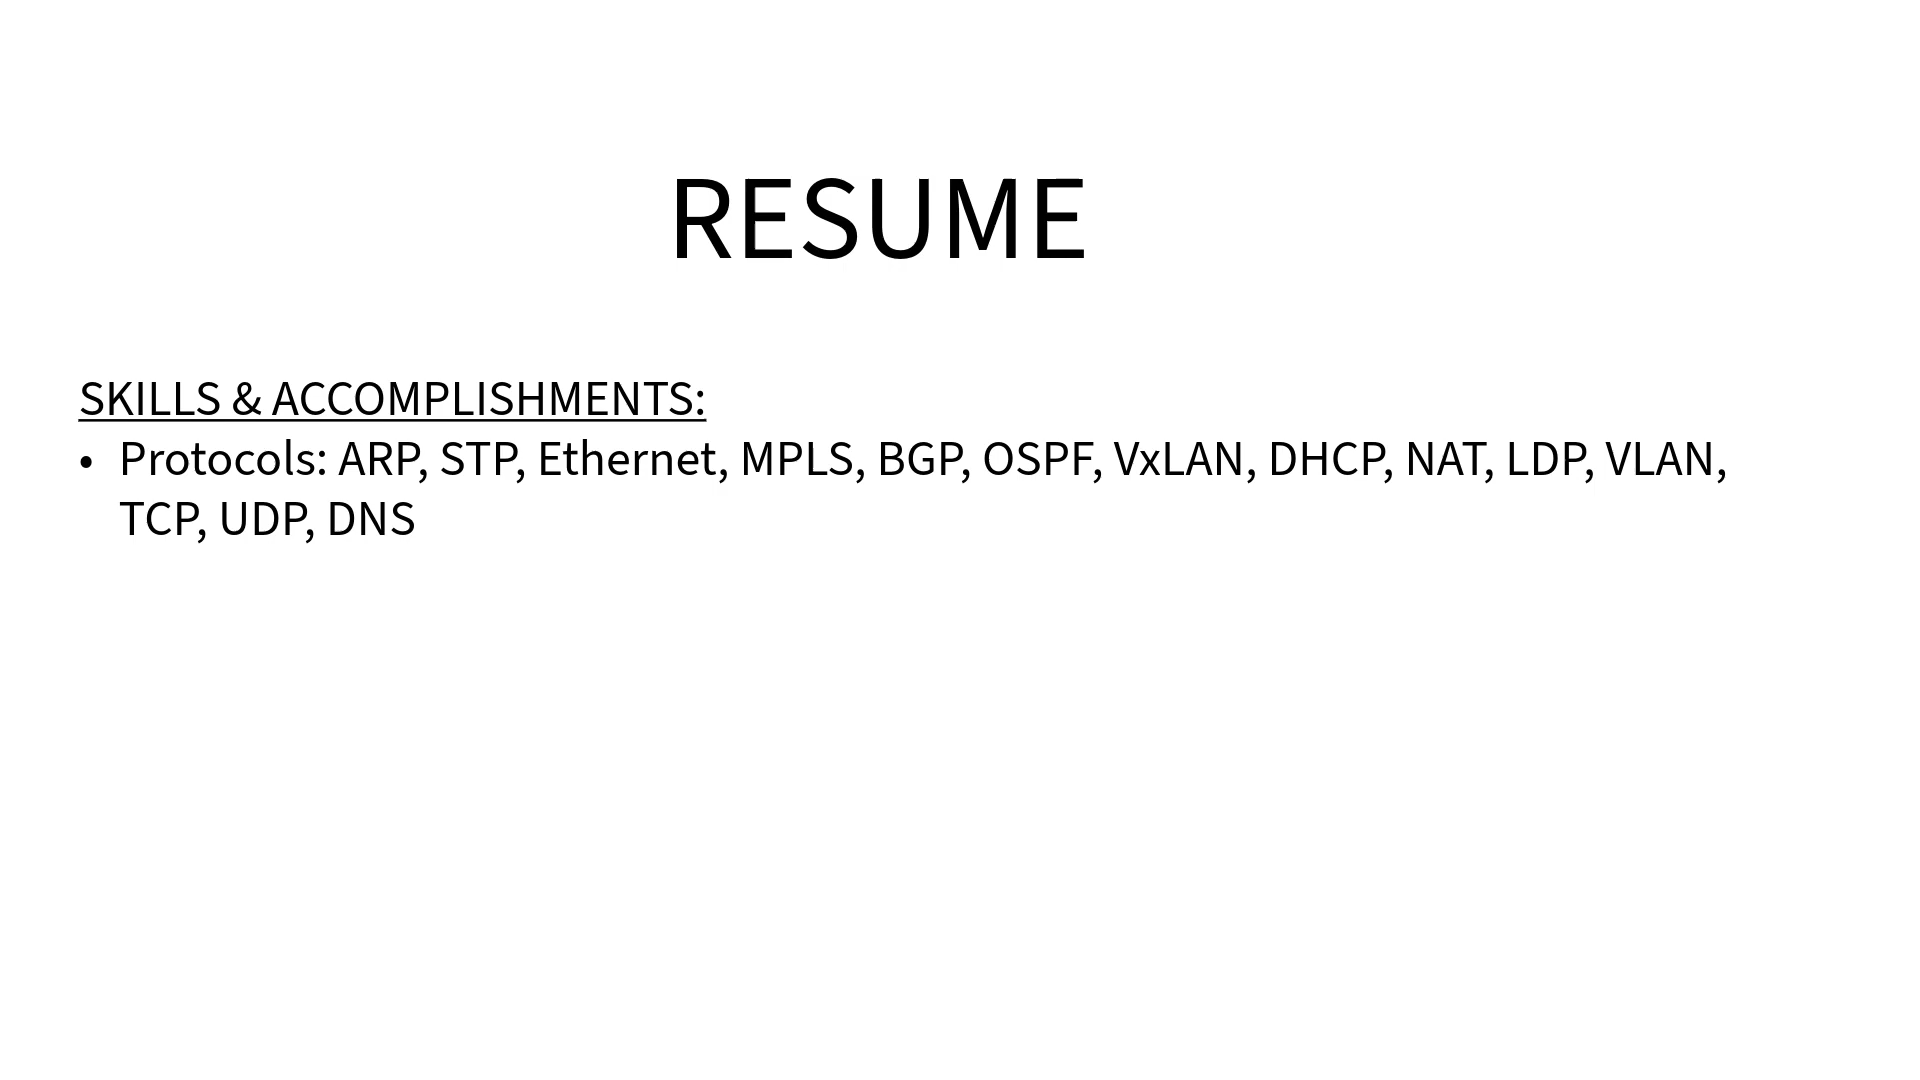 RESUME
SKILLS & ACCOMPLISHMENTS:
• Protocols: ARP, STP, Ethernet, MPLS, BGP, OSPF, VxLAN, DHCP, NAT, LDP, VLAN,
TCP, UDP, DNS